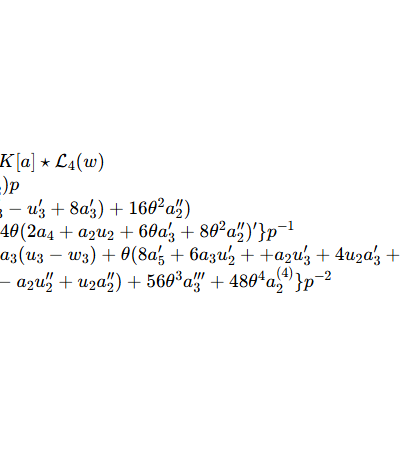 K[a] ⋆ ℒ₄(w)
)p
− u′₃ + 8a′₃) + 16θ²a″₂)
4θ(2a₄ + a₂u₂ + 6θa′₃ + 8θ²a″₂)′}p⁻¹
a₃(u₃ − w₃) + θ(8a′₅ + 6a₃u′₂ + +a₂u′₃ + 4u₂a′₃ +
− a₂u″₂ + u₂a″₂) + 56θ³a‴₃ + 48θ⁴a₂⁽⁴⁾}p⁻²